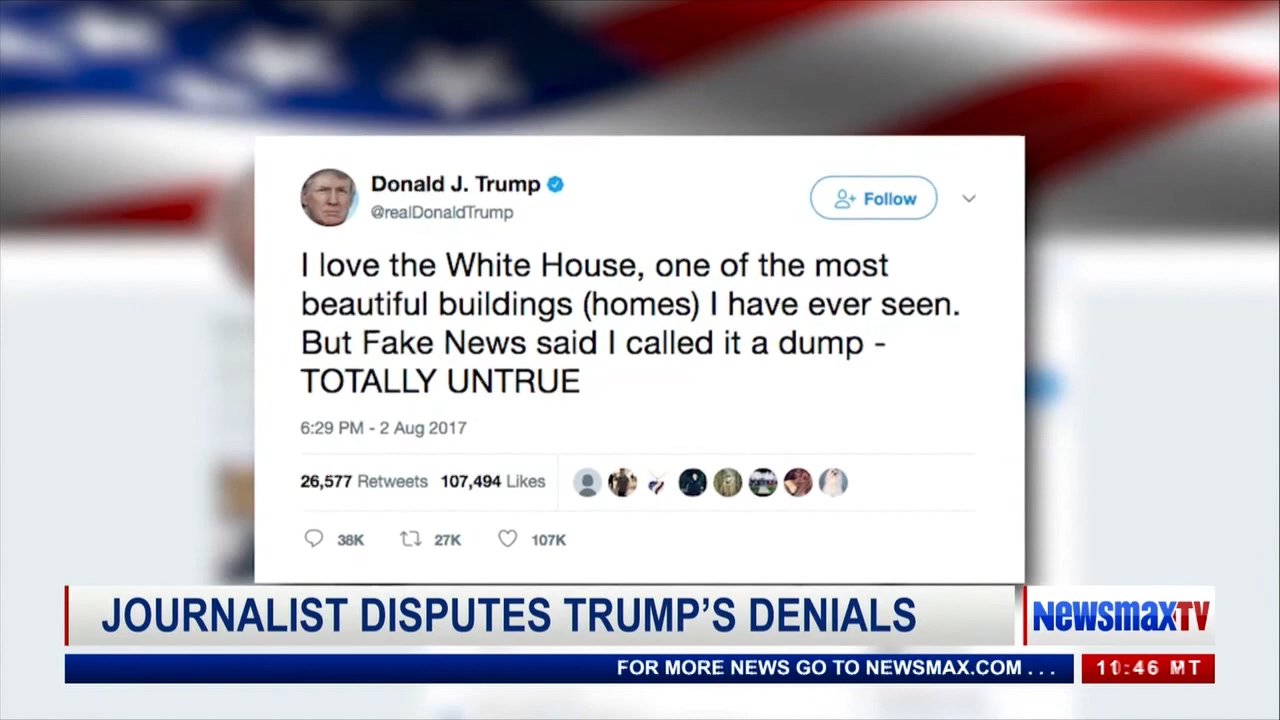 Donald J. Trump
@realDonaldTrump
Follow
I love the White House, one of the most
beautiful buildings (homes) I have ever seen.
But Fake News said I called it a dump -
TOTALLY UNTRUE
6:29 PM - 2 Aug 2017
26,577 Retweets 107,494 Likes
38K 27K 107K
JOURNALIST DISPUTES TRUMP'S DENIALS
NEWSMAXTV
FOR MORE NEWS GO TO NEWSMAX.COM . . .
10:46 MT